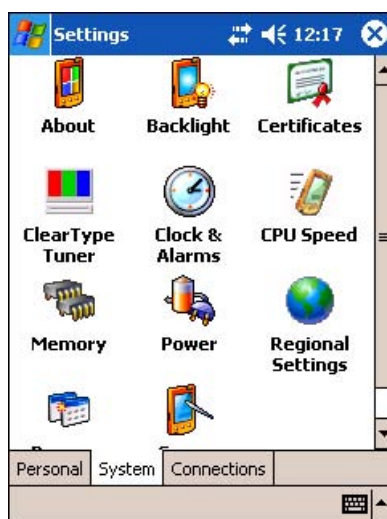 Settings 12:17
About Backlight Certificates
ClearType Tuner Clock & Alarms CPU Speed
Memory Power Regional Settings
Personal System Connections